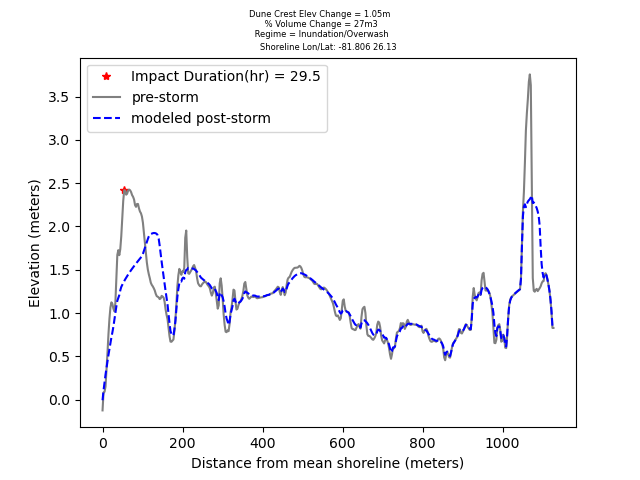 Dune Crest Elev Change = 1.05m
% Volume Change = 27m3
Regime = Inundation/Overwash
Shoreline Lon/Lat: -81.806 26.13
Impact Duration(hr) = 29.5
pre-storm
modeled post-storm
Elevation (meters)
3.5
3.0
2.5
2.0
1.5
1.0
0.5
0.0
0 200 400 600 800 1000
Distance from mean shoreline (meters)